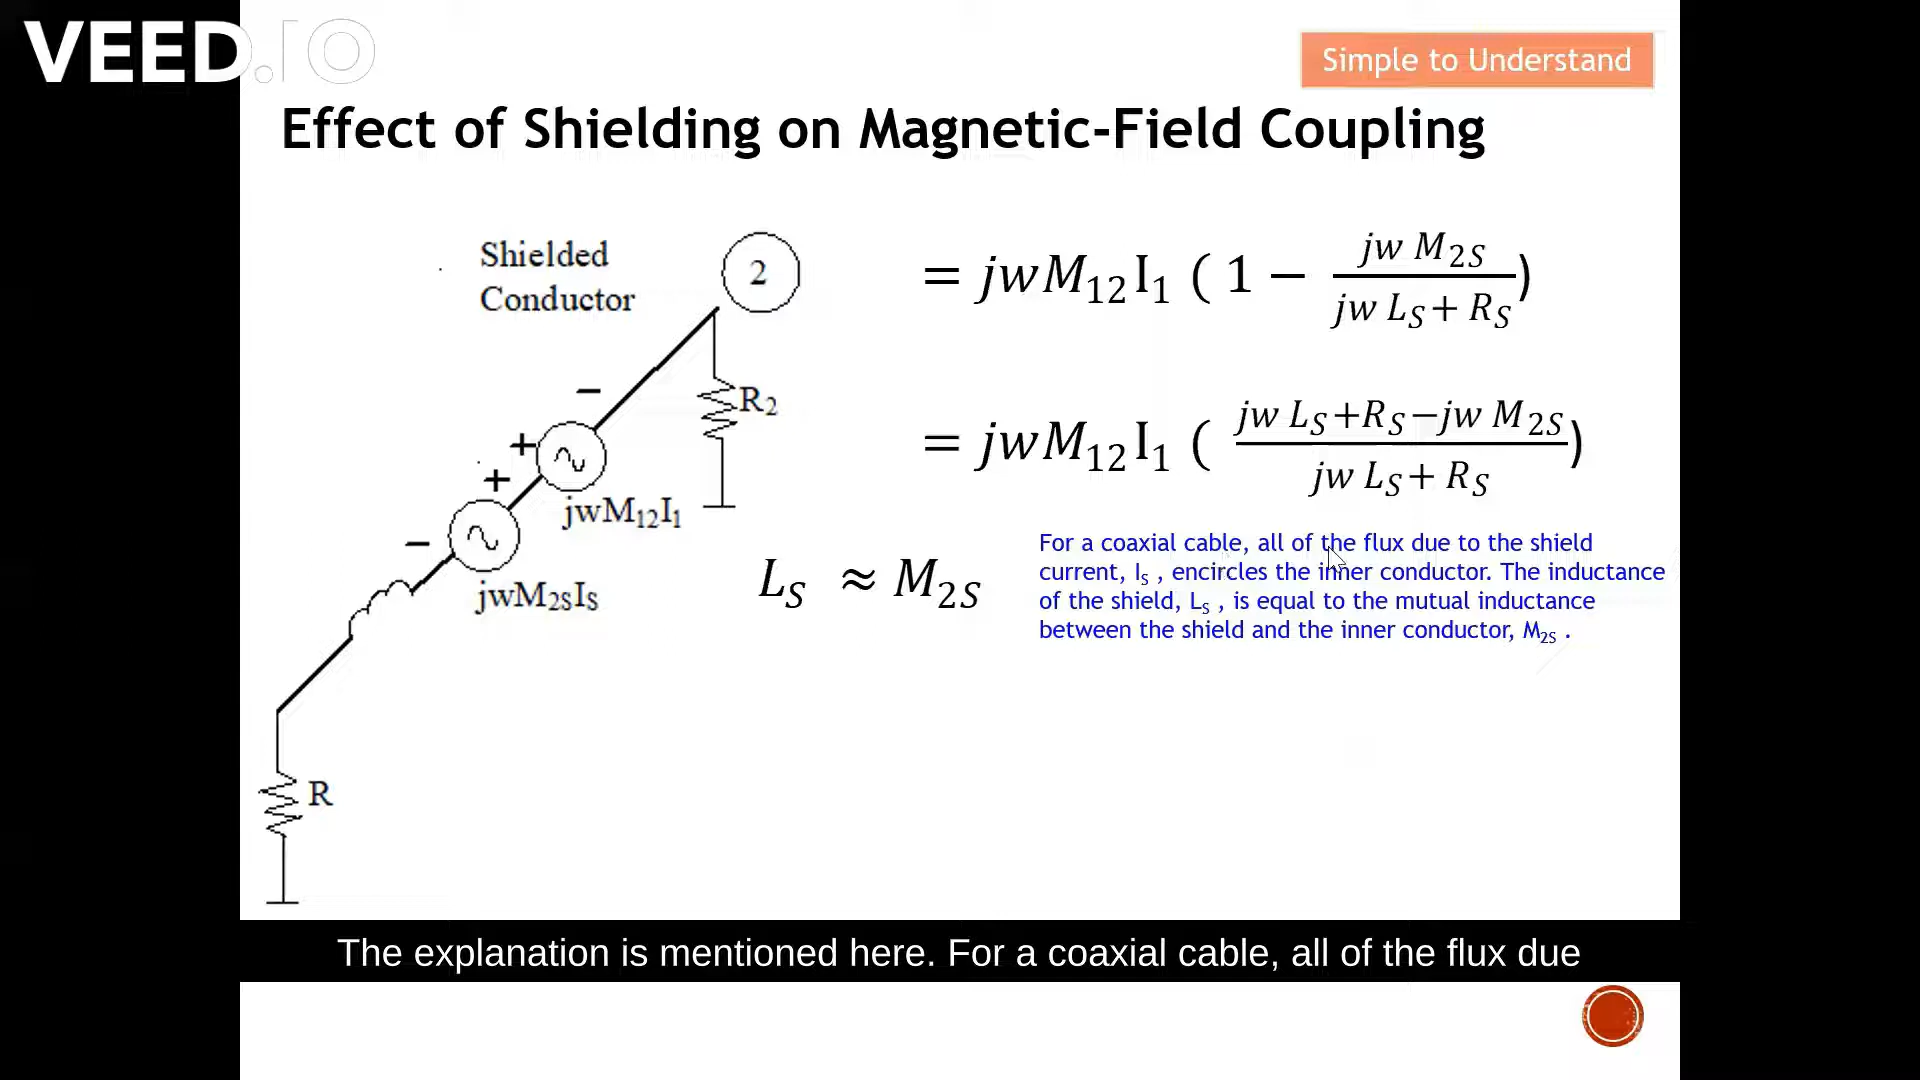 VEED.IO
Simple to Understand
Effect of Shielding on Magnetic-Field Coupling
Shielded
Conductor
2
= jwM₁₂I₁ ( 1 − jw M₂S / jw LS + RS )
= jwM₁₂I₁ ( jw LS+RS−jw M₂S / jw LS + RS )
−
R₂
+
+
jwM₁₂I₁
−
jwM₂SIS
LS ≈ M₂S
For a coaxial cable, all of the flux due to the shield
current, IS , encircles the inner conductor. The inductance
of the shield, LS , is equal to the mutual inductance
between the shield and the inner conductor, M₂S .
R
The explanation is mentioned here. For a coaxial cable, all of the flux due